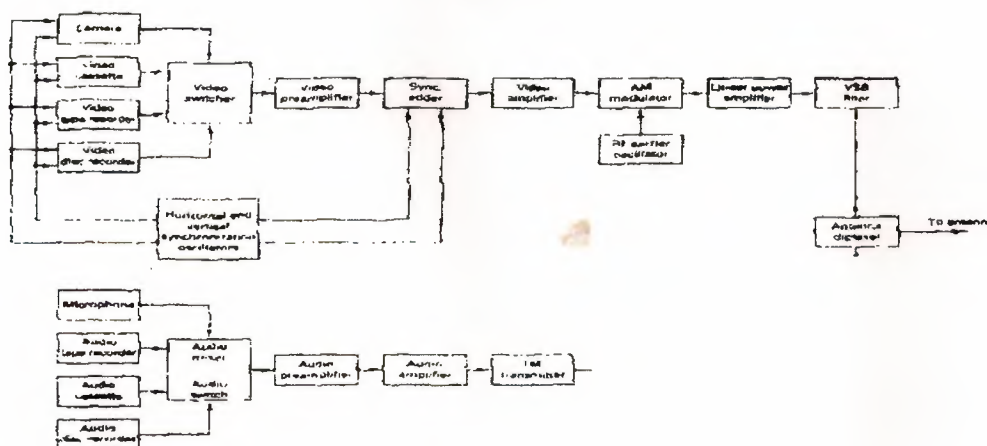 Camera
Video
cassette
Video
tape recorder
Video
disc recorder
Video
switcher
Video
preamplifier
Sync
adder
Video
amplifier
AM
modulator
Linear power
amplifier
VSB
filter
RF carrier
oscillator
Horizontal and
vertical
synchronization
oscillators
Antenna
diplexer
To antenn
Microphone
Audio
tape recorder
Audio
cassette
Audio
disc recorder
Audio
mixer
Audio
switch
Audio
preamplifier
Audio
amplifier
FM
transmitter